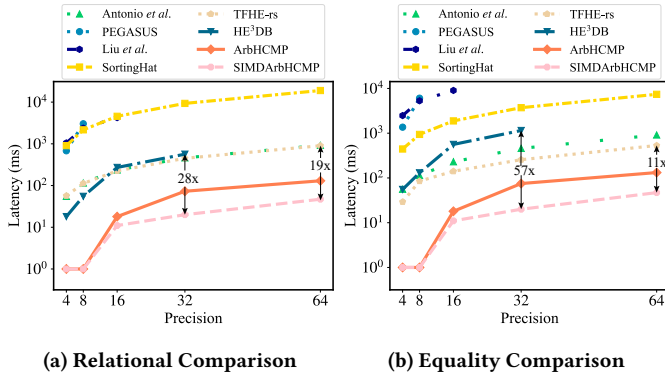 Antonio et al.
TFHE-rs
PEGASUS
HE³DB
Liu et al.
ArbHCMP
SortingHat
SIMDArbHCMP
Latency (ms)
10⁴
10³
10²
10¹
10⁰
28x
19x
4 8 16 32 64
Precision
(a) Relational Comparison
Antonio et al.
TFHE-rs
PEGASUS
HE³DB
Liu et al.
ArbHCMP
SortingHat
SIMDArbHCMP
Latency (ms)
10⁴
10³
10²
10¹
10⁰
57x
11x
4 8 16 32 64
Precision
(b) Equality Comparison